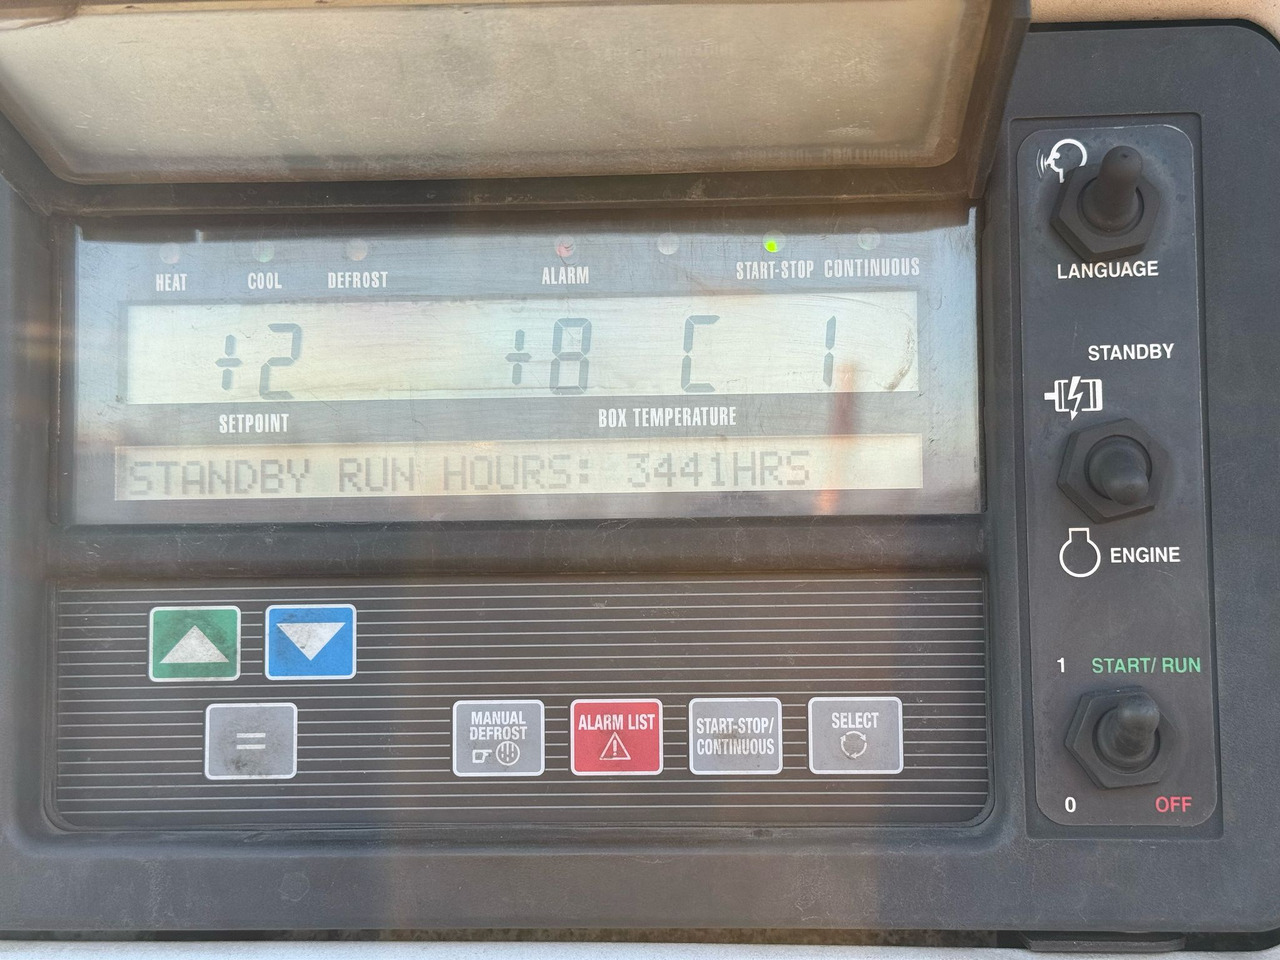 HEAT COOL DEFROST ALARM START-STOP CONTINUOUS
+2 +8 C 1
SETPOINT BOX TEMPERATURE
STANDBY RUN HOURS: 3441HRS
MANUAL DEFROST
ALARM LIST
START-STOP/
CONTINUOUS
SELECT
LANGUAGE
STANDBY
ENGINE
1 START/RUN
0 OFF